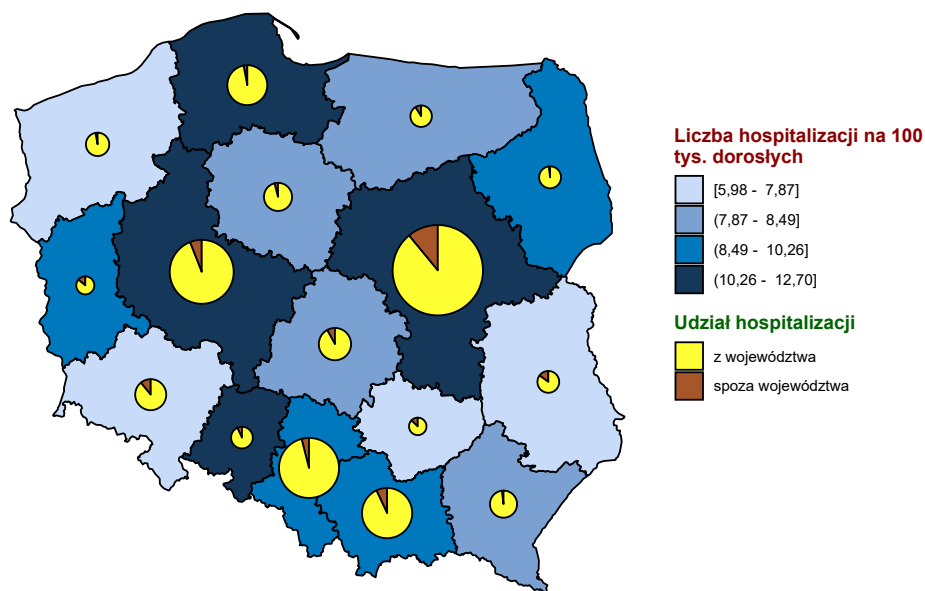 Liczba hospitalizacji na 100
tys. dorosłych
[5,98 - 7,87]
(7,87 - 8,49]
(8,49 - 10,26]
(10,26 - 12,70]
Udział hospitalizacji
z województwa
spoza województwa